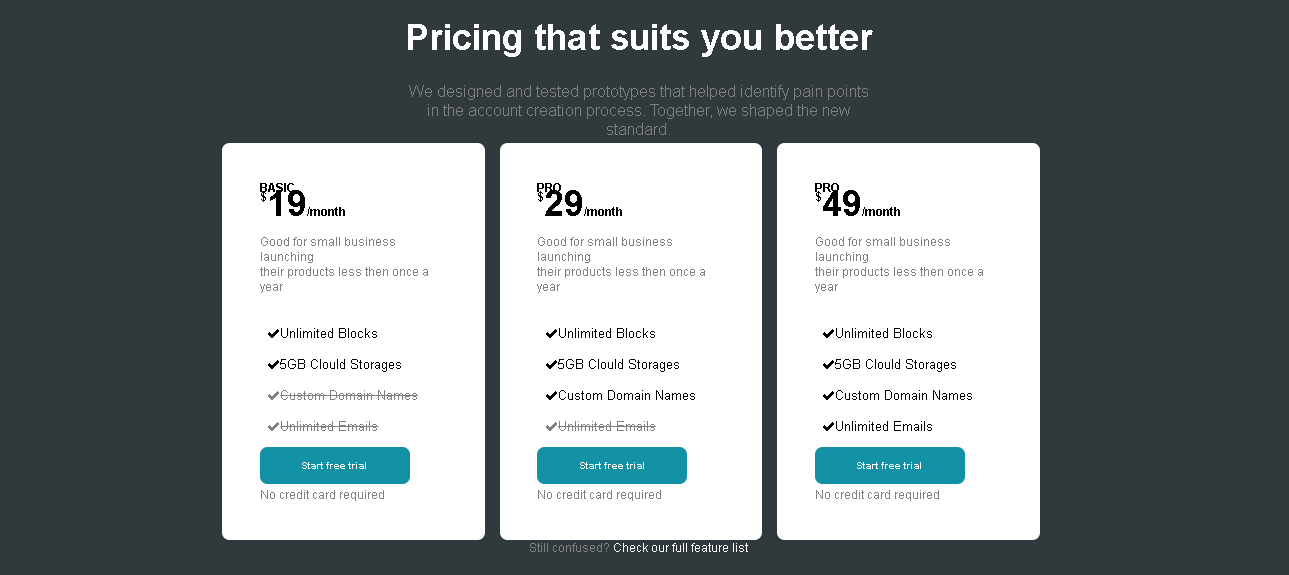 Pricing that suits you better
We designed and tested prototypes that helped identify pain points
in the account creation process. Together, we shaped the new
standard.
BASIC
$19/month
Good for small business
launching
their products less then once a
year
Unlimited Blocks
5GB Clould Storages
Custom Domain Names
Unlimited Emails
Start free trial
No credit card required
PRO
$29/month
Good for small business
launching
their products less then once a
year
Unlimited Blocks
5GB Clould Storages
Custom Domain Names
Unlimited Emails
Start free trial
No credit card required
PRO
$49/month
Good for small business
launching
their products less then once a
year
Unlimited Blocks
5GB Clould Storages
Custom Domain Names
Unlimited Emails
Start free trial
No credit card required
Still confused? Check our full feature list